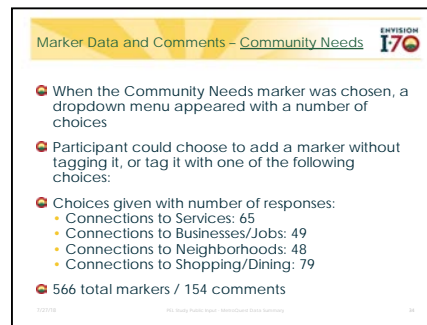 Marker Data and Comments – Community Needs
ENVISION
I-70
When the Community Needs marker was chosen, a
dropdown menu appeared with a number of
choices
Participant could choose to add a marker without
tagging it, or tag it with one of the following
choices:
Choices given with number of responses:
• Connections to Services: 65
• Connections to Businesses/Jobs: 49
• Connections to Neighborhoods: 48
• Connections to Shopping/Dining: 79
566 total markers / 154 comments
7/27/18